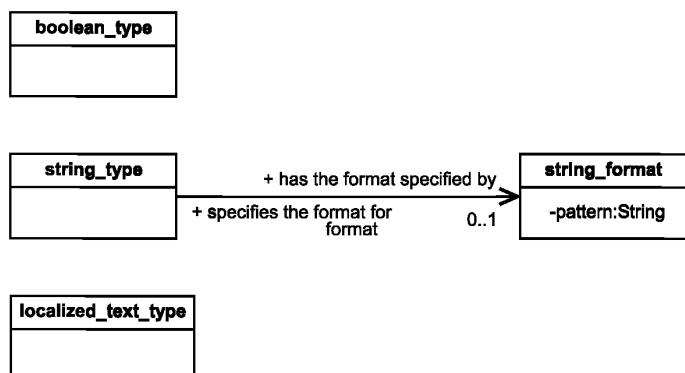 boolean_type
string_type
+ has the format specified by
string_format
+ specifies the format for
format
0..1
-pattern:String
localized_text_type